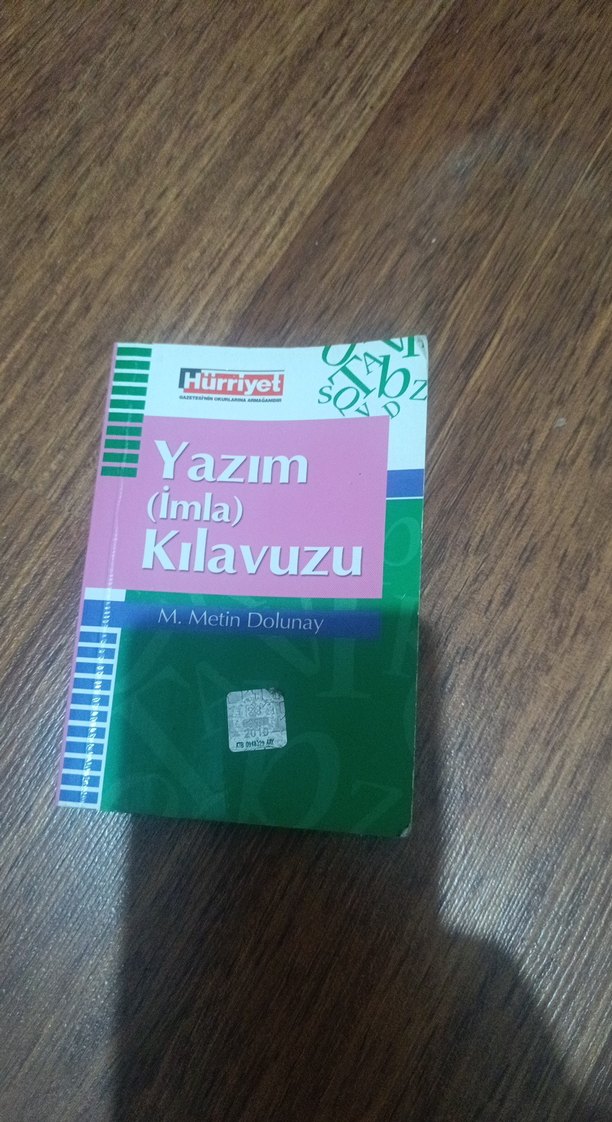 Hürriyet
GAZETESİ'NİN OKURLARINA ARMAĞANIDIR
Yazım
(İmla)
Kılavuzu
M. Metin Dolunay